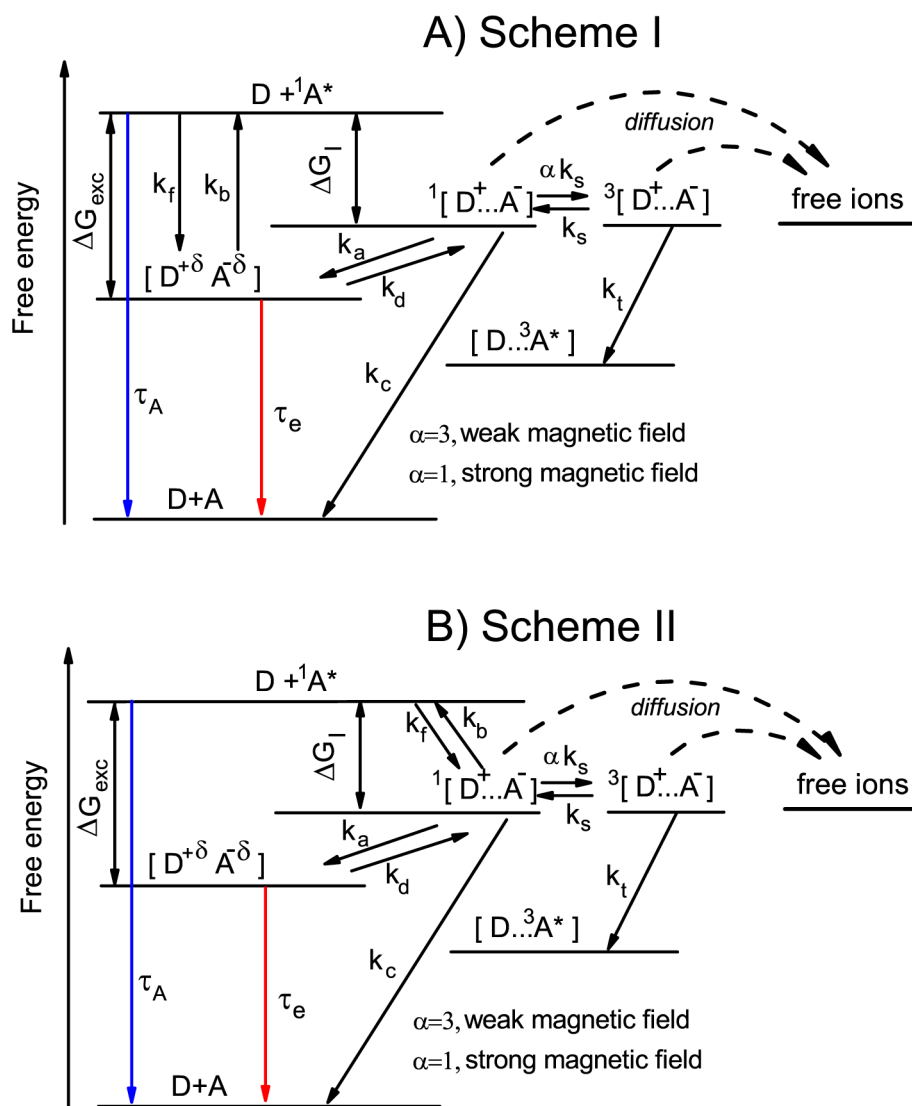 A) Scheme I
D +¹A*
diffusion
ΔG_exc
k_f
k_b
ΔG_I
¹[ D⁺...A⁻]
αk_s
k_s
³[ D⁺...A⁻]
free ions
Free energy
[ D^+δ A^-δ ]
k_a
k_d
k_t
[ D...³A*]
τ_A
τ_e
k_c
α=3, weak magnetic field
α=1, strong magnetic field
D+A
B) Scheme II
D +¹A*
diffusion
ΔG_exc
ΔG_I
k_f
k_b
¹[ D⁺...A⁻]
αk_s
k_s
³[ D⁺...A⁻]
free ions
Free energy
[ D^+δ A^-δ ]
k_a
k_d
k_t
[ D...³A*]
k_c
τ_A
τ_e
α=3, weak magnetic field
α=1, strong magnetic field
D+A